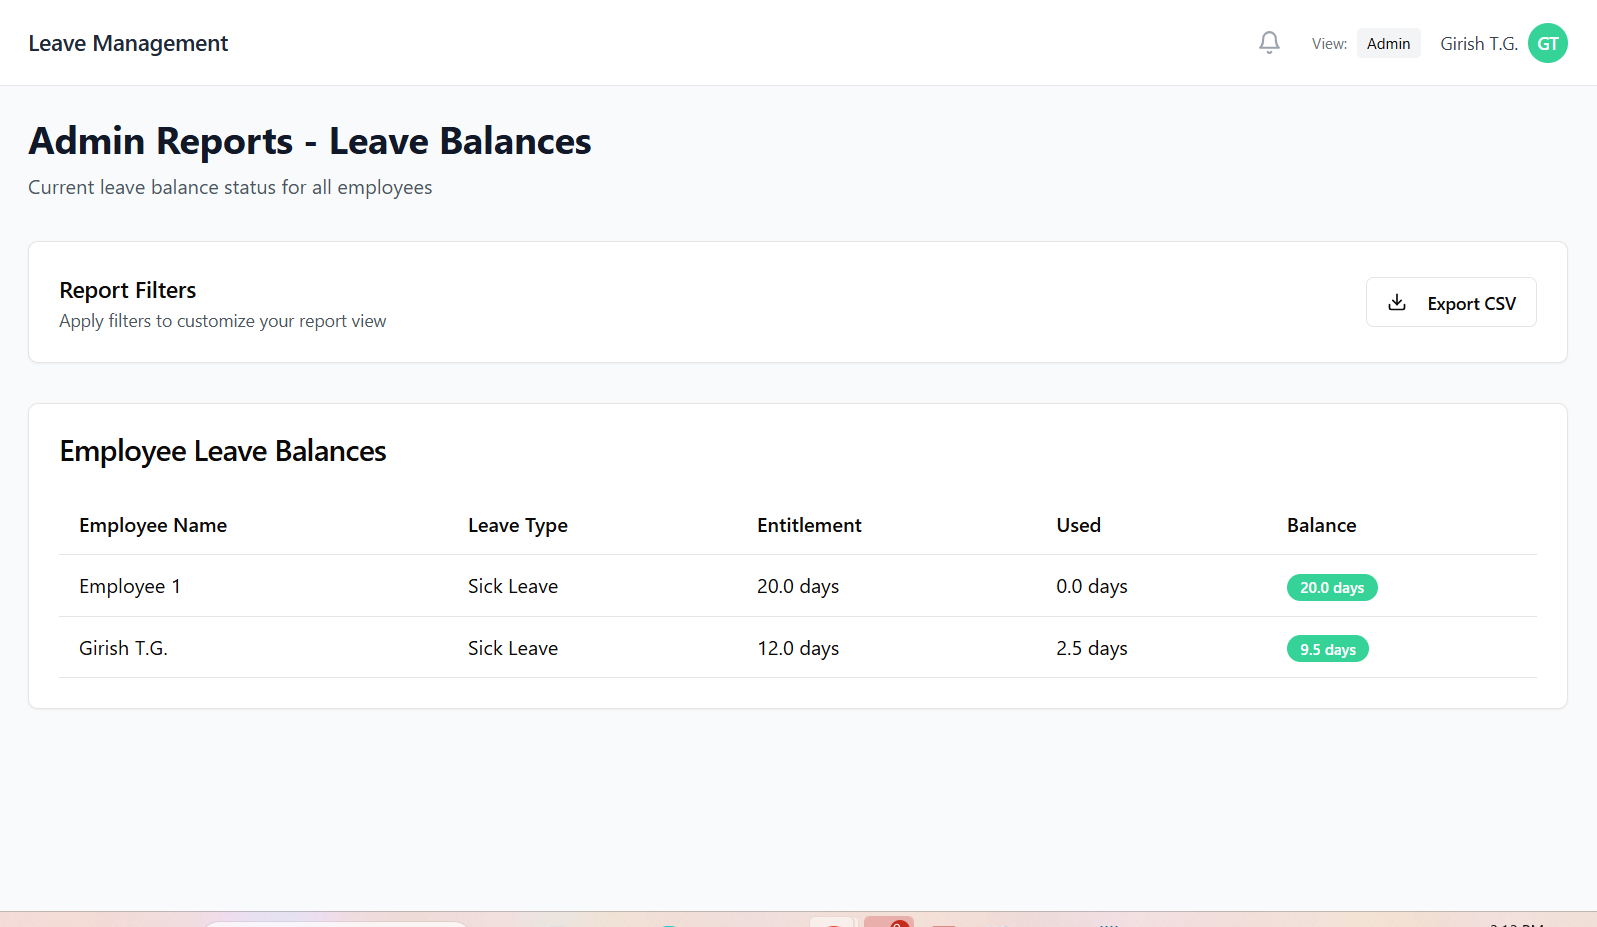 Leave Management
View: Admin Girish T.G. GT
Admin Reports - Leave Balances
Current leave balance status for all employees
Report Filters
Apply filters to customize your report view
Export CSV
Employee Leave Balances
Employee Name Leave Type Entitlement Used Balance
Employee 1 Sick Leave 20.0 days 0.0 days 20.0 days
Girish T.G. Sick Leave 12.0 days 2.5 days 9.5 days